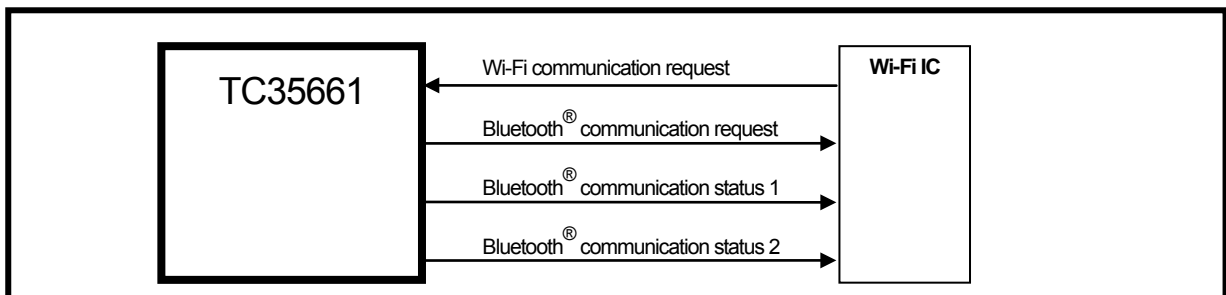 TC35661
Wi-Fi communication request
Wi-Fi IC
Bluetooth® communication request
Bluetooth® communication status 1
Bluetooth® communication status 2